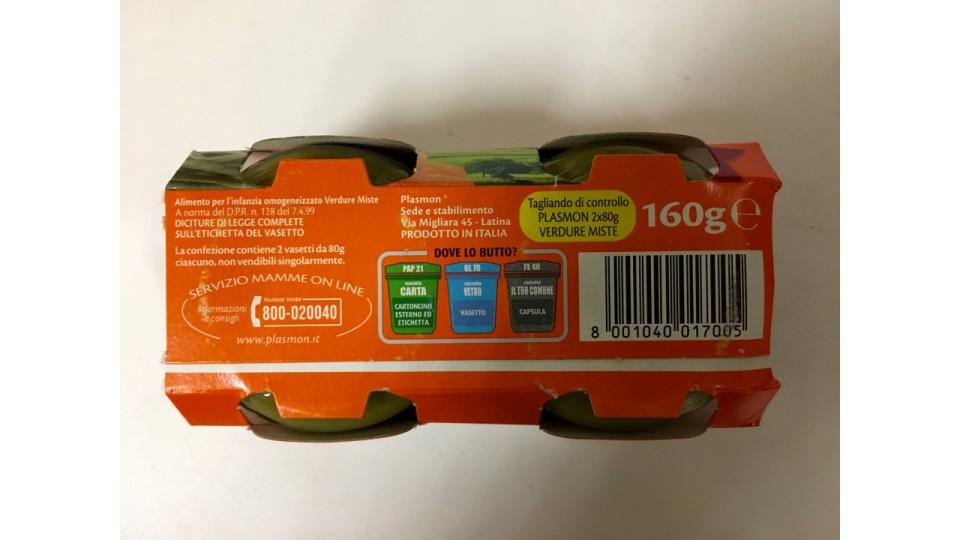 Alimento per l'infanzia omogeneizzato Verdure Miste
A norma del D.P.R. n. 128 del 7.4.99
DICITURE DI LEGGE COMPLETE
SULL'ETICHETTA DEL VASETTO
La confezione contiene 2 vasetti da 80g
ciascuno, non vendibili singolarmente.
SERVIZIO MAMME ON LINE
Informazioni
e consigli
Numero Verde
800-020040
www.plasmon.it
Plasmon®
Sede e stabilimento
Via Migliara 45 - Latina
PRODOTTO IN ITALIA
Tagliando di controllo
PLASMON 2x80g
VERDURE MISTE
160g e
DOVE LO BUTTO?
PAP 21
raccolta
CARTA
CARTONCINO
ESTERNO ED
ETICHETTA
GL 70
raccolta
VETRO
VASETTO
FE 40
IL TUO COMUNE
CAPSULA
8 001040 017005